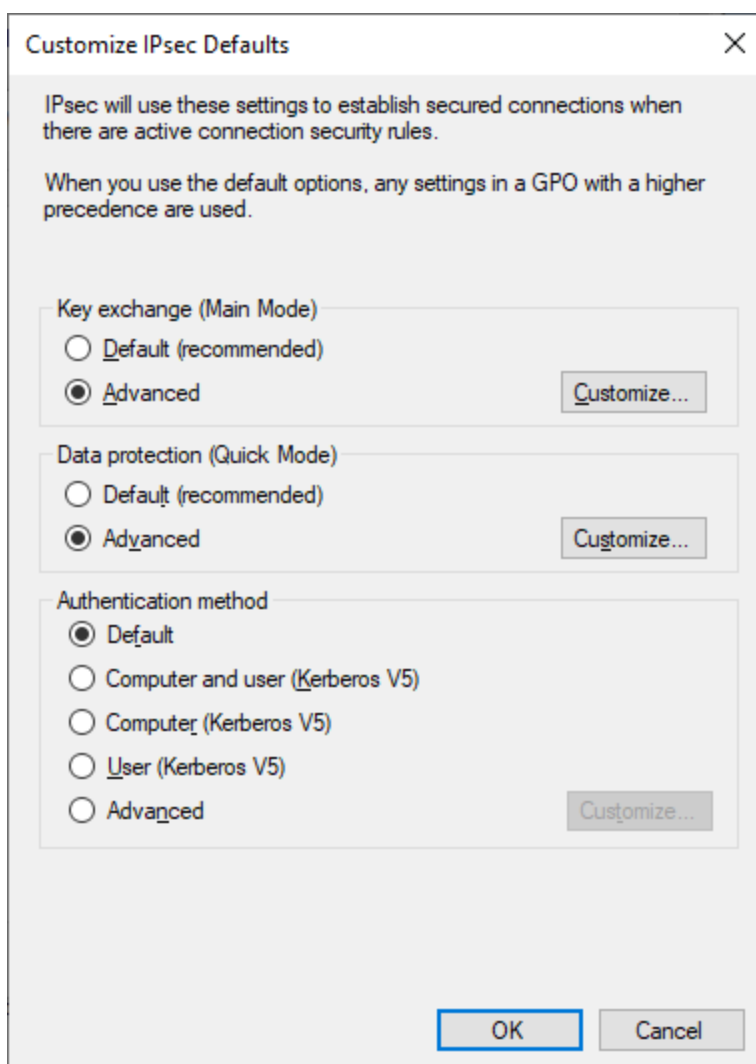 Customize IPsec Defaults
IPsec will use these settings to establish secured connections when
there are active connection security rules.
When you use the default options, any settings in a GPO with a higher
precedence are used.
Key exchange (Main Mode)
Default (recommended)
Advanced
Customize...
Data protection (Quick Mode)
Default (recommended)
Advanced
Customize...
Authentication method
Default
Computer and user (Kerberos V5)
Computer (Kerberos V5)
User (Kerberos V5)
Advanced
Customize...
OK
Cancel